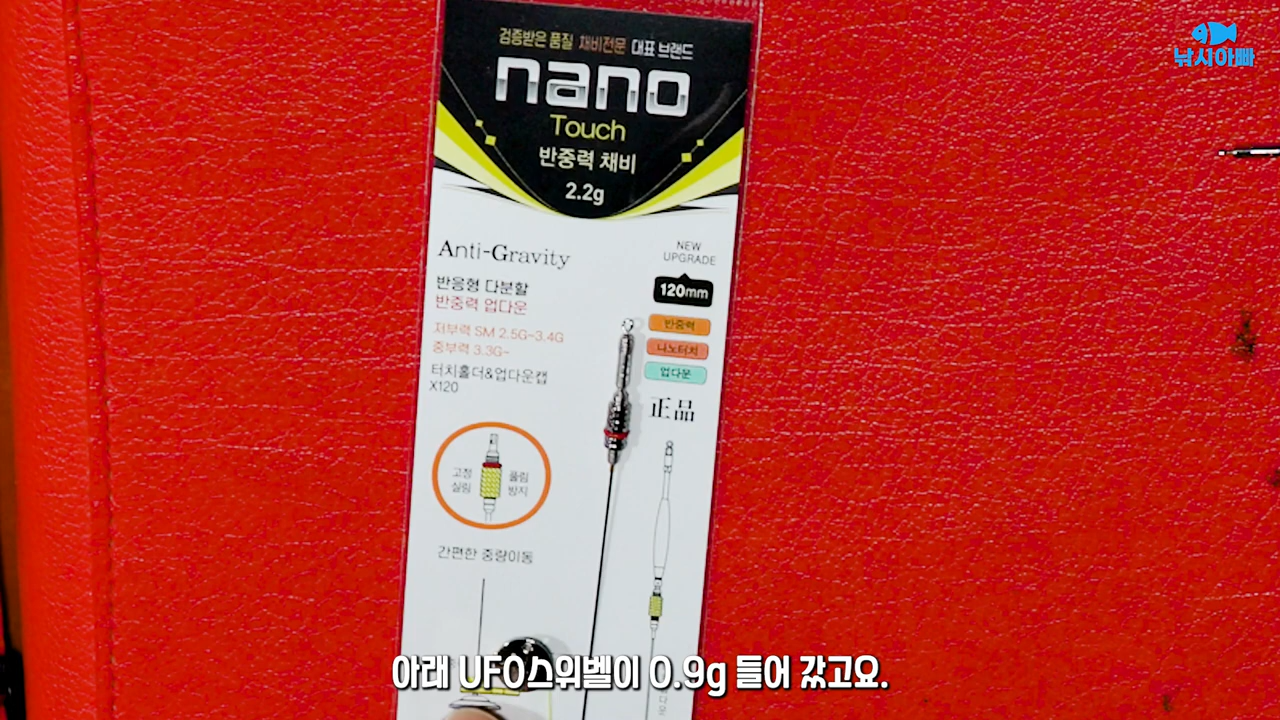 낚시아빠
검증받은 품질 채비전문 대표 브랜드
nano
Touch
반중력 채비
2.2g
Anti-Gravity
NEW
UPGRADE
120mm
반응형 다분할
반중력 업다운
저부력 SM 2.5G~3.4G
중부력 3.3G~
터치홀더&업다운캡
X120
반중력
나노터치
업다운
正品
고정 풀림
실림 방지
간편한 중량이동
다운
아래 UFO스위벨이 0.9g 들어 갔고요.